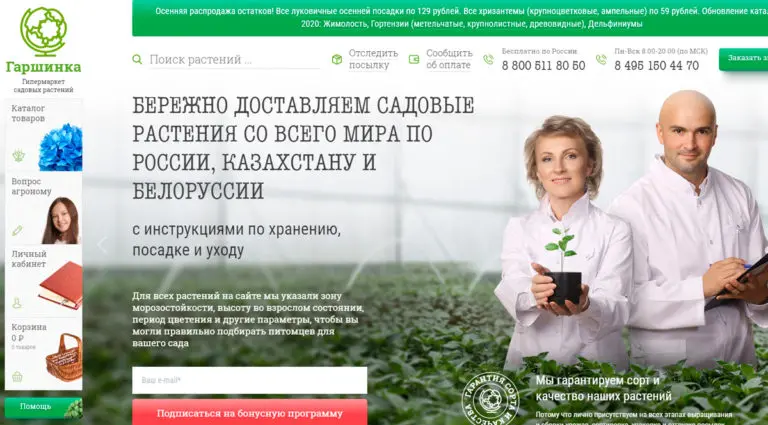 Осенняя распродажа остатков! Все луковичные осенней посадки по 129 рублей. Все хризантемы (крупноцветковые, ампельные) по 59 рублей. Обновление ката
2020: Жимолость, Гортензии (метельчатые, крупнолистные, древовидные), Дельфиниумы
Гаршинка
Гипермаркет
садовых растений
Поиск растений ...
Отследить
посылку
Сообщить
об оплате
Бесплатно по России
8 800 511 80 50
Пн-Вск 8:00-20:00 (по МСК)
8 495 150 44 70
Заказать з
Каталог
товаров
Вопрос
агроному
Личный
кабинет
Корзина
0 ₽
0 товаров
Помощь
БЕРЕЖНО ДОСТАВЛЯЕМ САДОВЫЕ
РАСТЕНИЯ СО ВСЕГО МИРА ПО
РОССИИ, КАЗАХСТАНУ И
БЕЛОРУССИИ
с инструкциями по хранению,
посадке и уходу
Для всех растений на сайте мы указали зону
морозостойкости, высоту во взрослом состоянии,
период цветения и другие параметры, чтобы вы
могли правильно подбирать питомцев для
вашего сада
Ваш e-mail*
Подписаться на бонусную программу
ГАРАНТИЯ СОРТА И КАЧЕСТВА
Мы гарантируем сорт и
качество наших растений
Потому что лично присутствуем на всех этапах выращивания